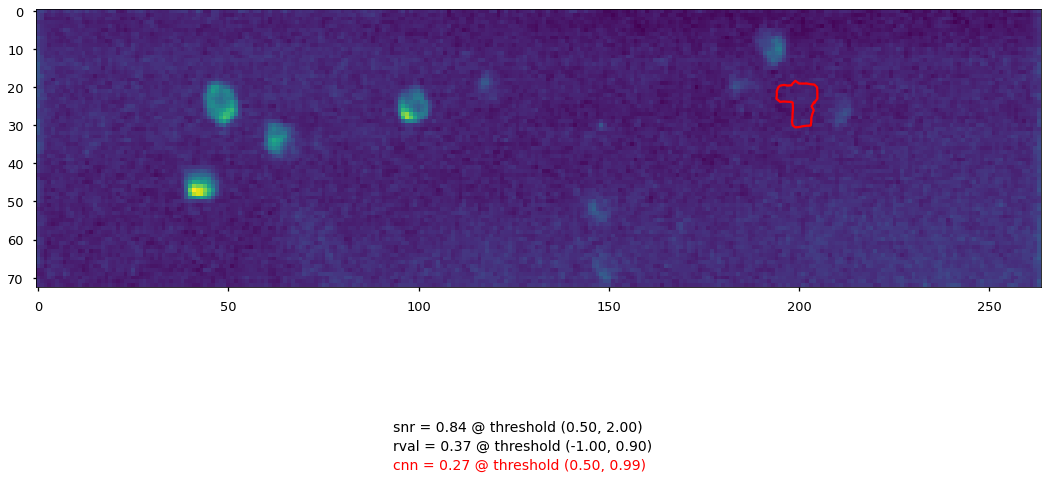 0
10
20
30
40
50
60
70
0 50 100 150 200 250
snr = 0.84 @ threshold (0.50, 2.00)
rval = 0.37 @ threshold (-1.00, 0.90)
cnn = 0.27 @ threshold (0.50, 0.99)